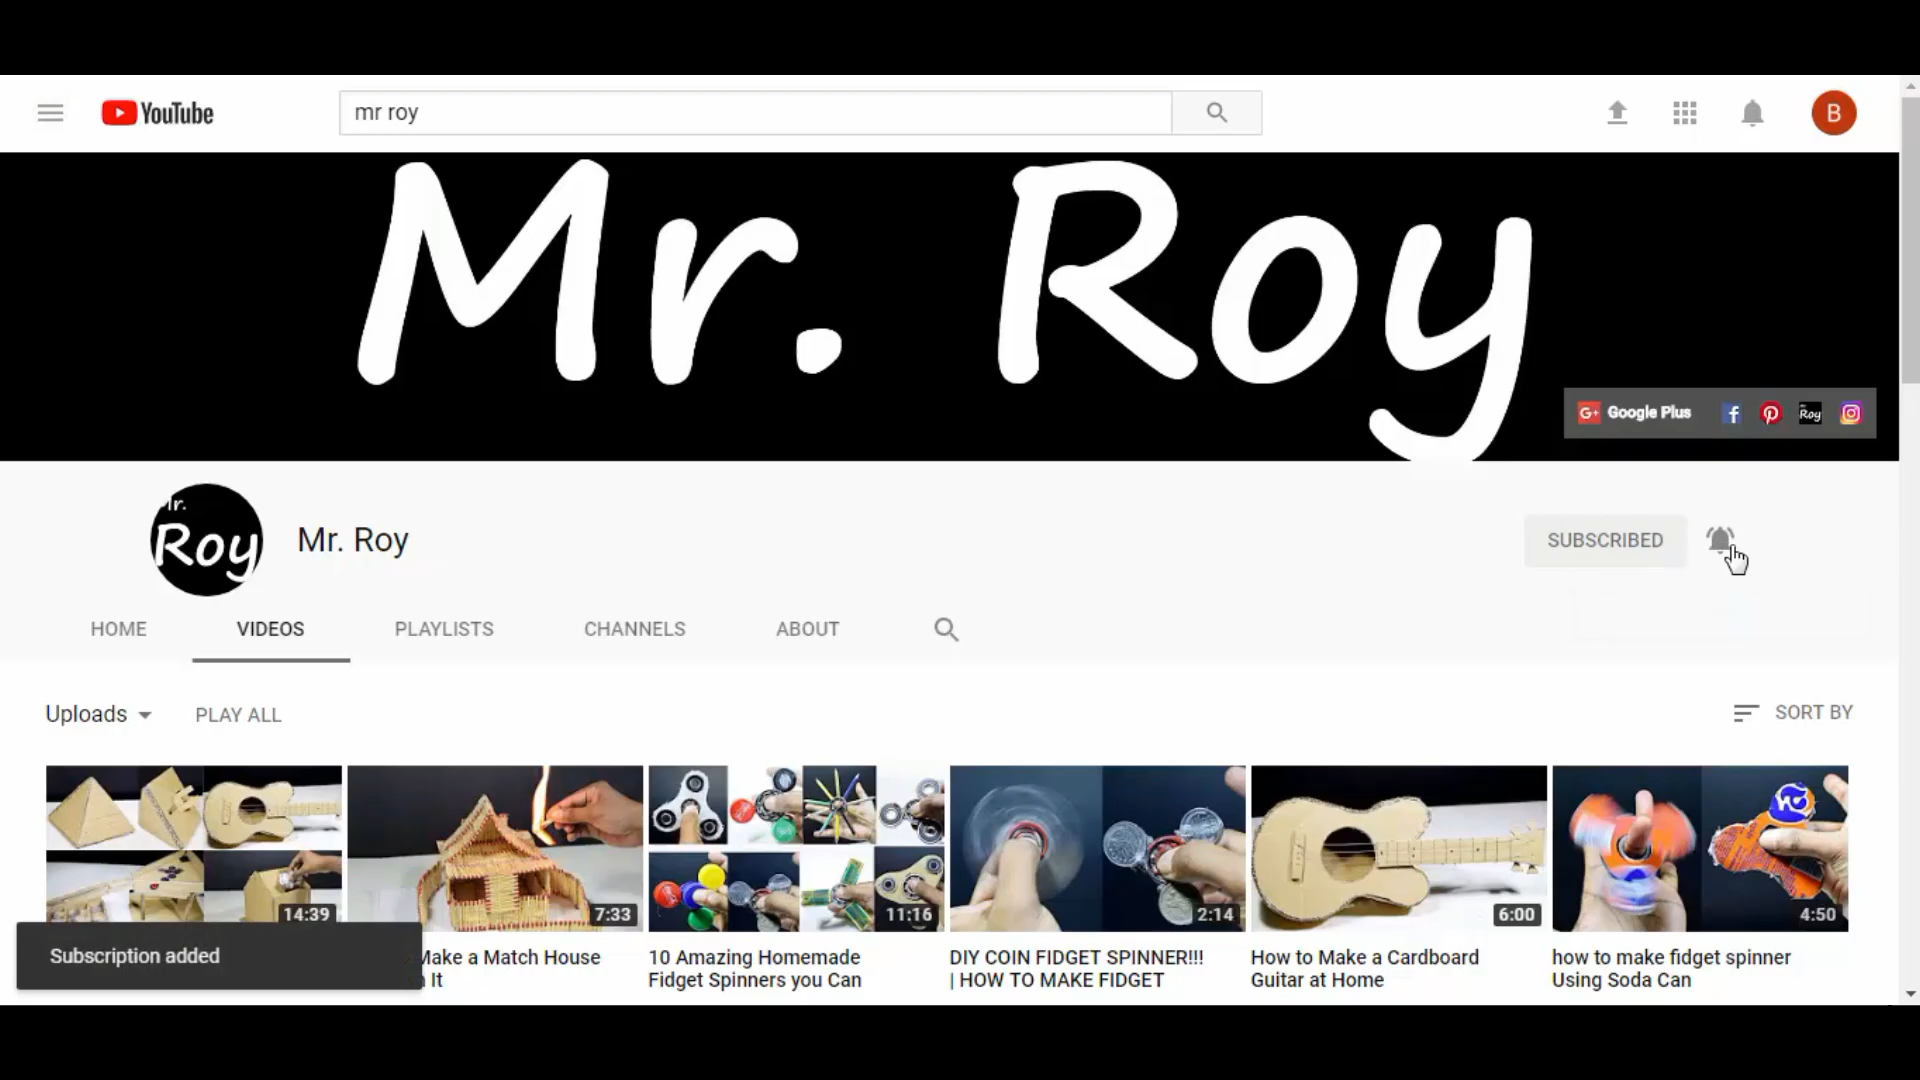 YouTube
mr roy
B
Mr. Roy
Google Plus
Roy
Mr.
Roy
Mr. Roy
SUBSCRIBED
HOME
VIDEOS
PLAYLISTS
CHANNELS
ABOUT
Uploads
PLAY ALL
SORT BY
14:39
7:33
11:16
2:14
6:00
4:50
Subscription added
Make a Match House
It
10 Amazing Homemade
Fidget Spinners you Can
DIY COIN FIDGET SPINNER!!!
| HOW TO MAKE FIDGET
How to Make a Cardboard
Guitar at Home
how to make fidget spinner
Using Soda Can